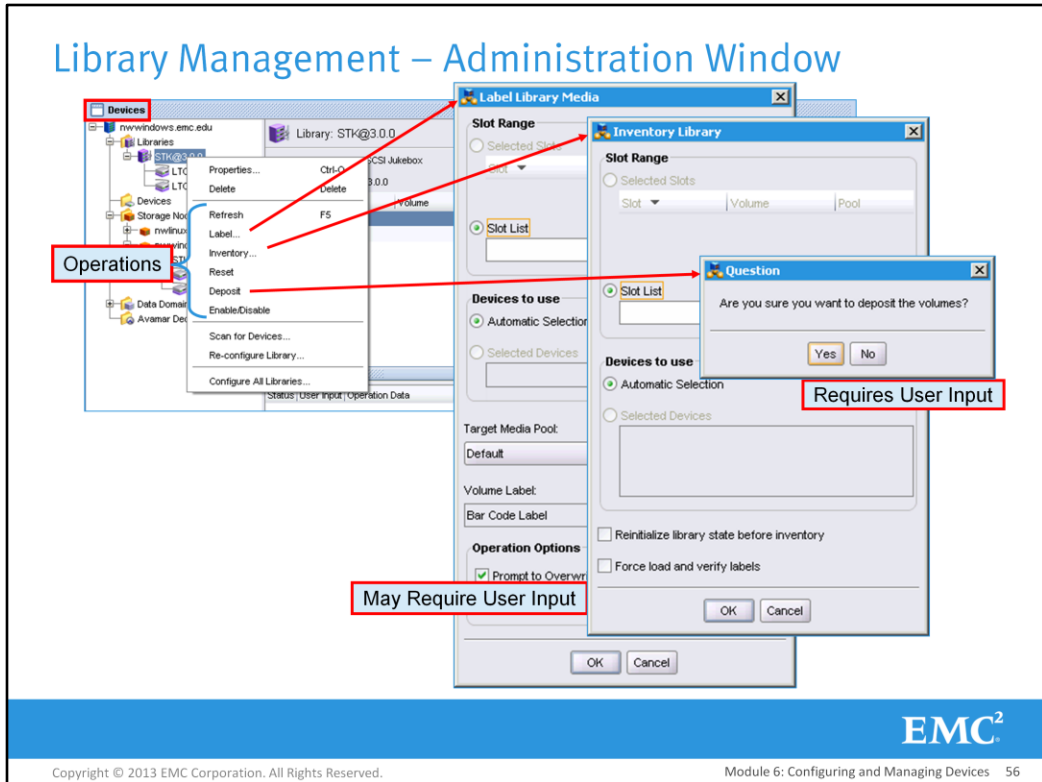 Library Management – Administration Window
Devices
nwwindows.emc.edu
Libraries
STK@3.0.0
Devices
Storage
Data Domain
Library: STK@3.0.0
SCSI Jukebox
3.0.0
Volume
Operations
Properties... Ctrl-O
Delete Delete
Refresh F5
Label...
Inventory...
Reset
Deposit
Enable/Disable
Scan for Devices...
Re-configure Library...
Configure All Libraries...
Status User Input Operation Data
Label Library Media
Slot Range
Selected Slots
Slot
Slot List
Devices to use
Automatic Selection
Selected Devices
Target Media Pool:
Default
Volume Label:
Bar Code Label
Operation Options
Prompt to Overwr
May Require User Input
OK Cancel
Inventory Library
Slot Range
Selected Slots
Slot Volume Pool
Slot List
Devices to use
Automatic Selection
Selected Devices
Reinitialize library state before inventory
Force load and verify labels
OK Cancel
Question
Are you sure you want to deposit the volumes?
Yes No
Requires User Input
EMC²
Copyright © 2013 EMC Corporation. All Rights Reserved.
Module 6: Configuring and Managing Devices 56